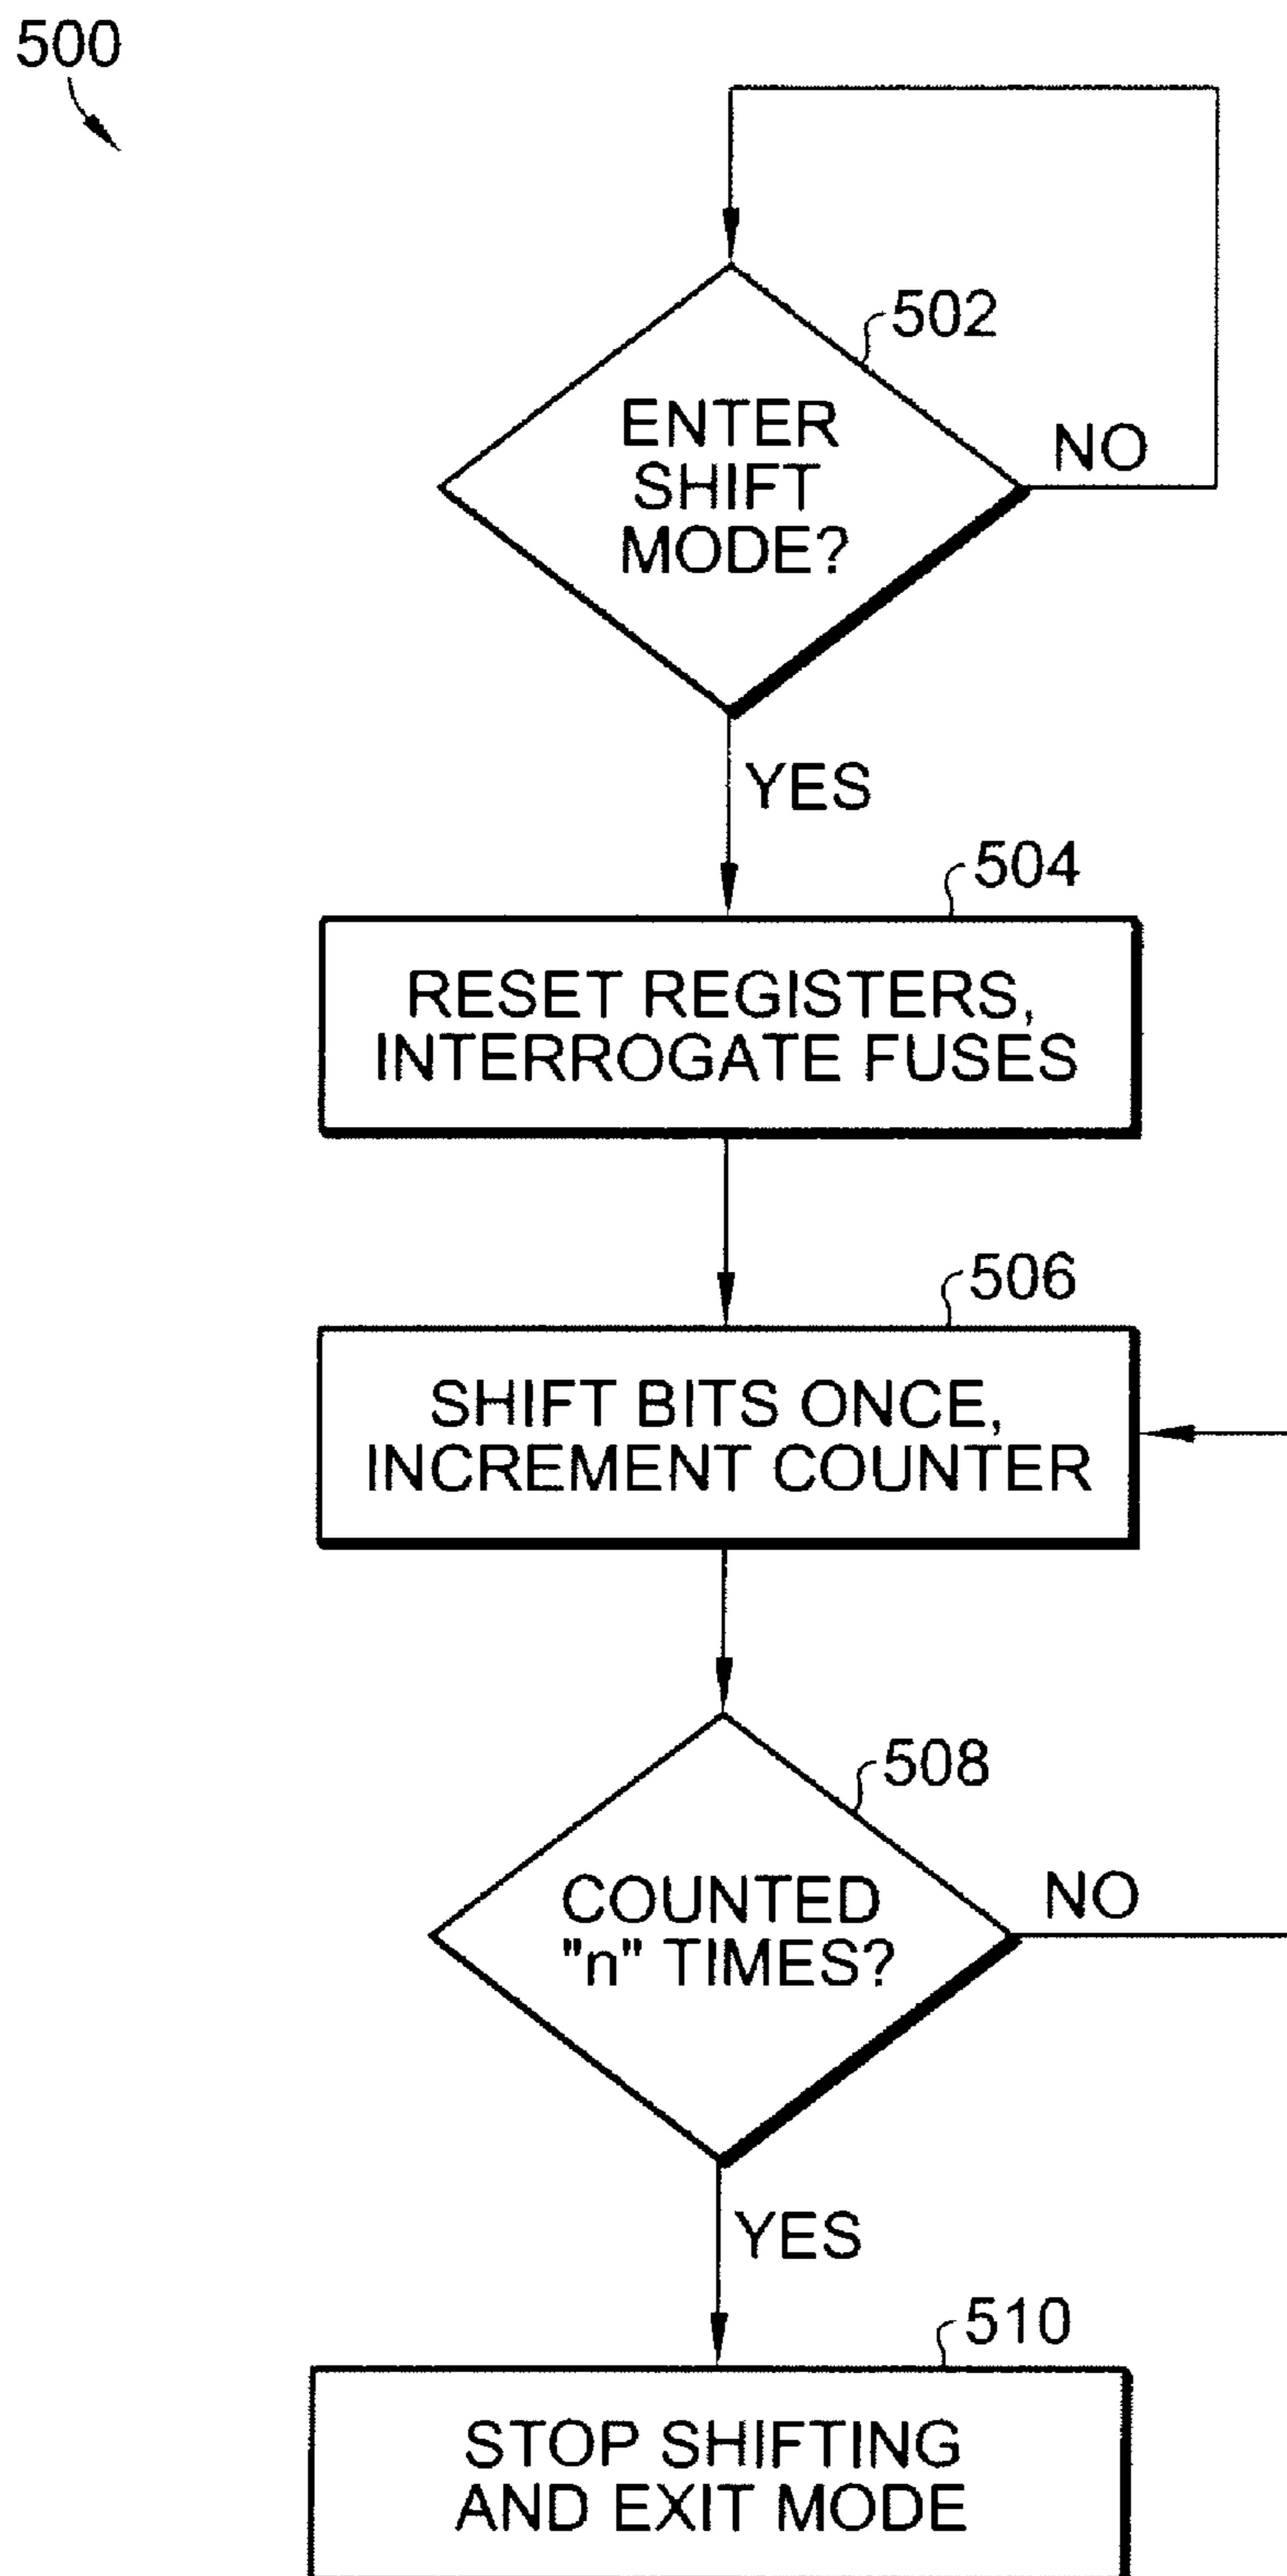 500
502
ENTER
SHIFT
MODE?
NO
YES
504
RESET REGISTERS,
INTERROGATE FUSES
506
SHIFT BITS ONCE,
INCREMENT COUNTER
508
COUNTED
"n" TIMES?
NO
YES
510
STOP SHIFTING
AND EXIT MODE